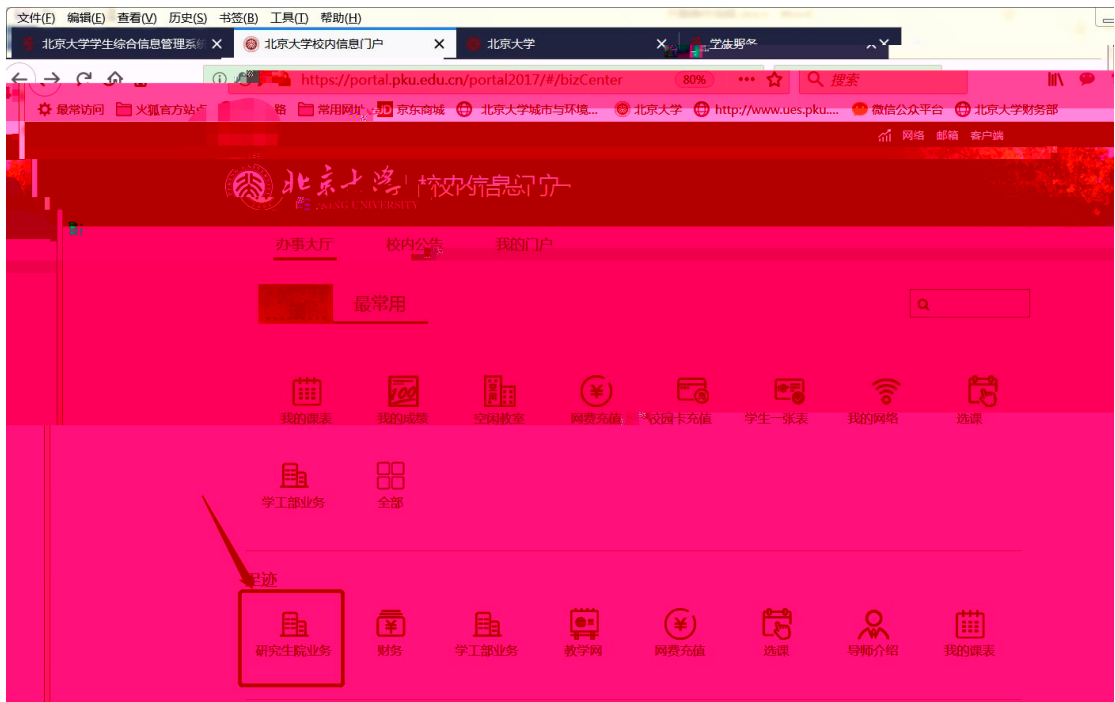 文件(F) 编辑(E) 查看(V) 历史(S) 书签(B) 工具(T) 帮助(H)
北京大学学生综合信息管理系统 北京大学校内信息门户 北京大学 学生服务
https://portal.pku.edu.cn/portal2017/#/bizCenter 80% 搜索
最常访问 火狐官方站点 常用网址 JD 京东商城 北京大学城市与环境... 北京大学 http://www.ues.pku.... 微信公众平台 北京大学财务部
网络 邮箱 客户端
北京大学 校内信息门户
UNIVERSITY
办事大厅 校内公告 我的门户
最常用
我的课表 我的成绩 空闲教室 网费充值 校园卡充值 学生一张表 我的网络 选课
学工部业务 全部
足迹
研究生院业务 财务 学工部业务 教学网 网费充值 选课 导师介绍 我的课表